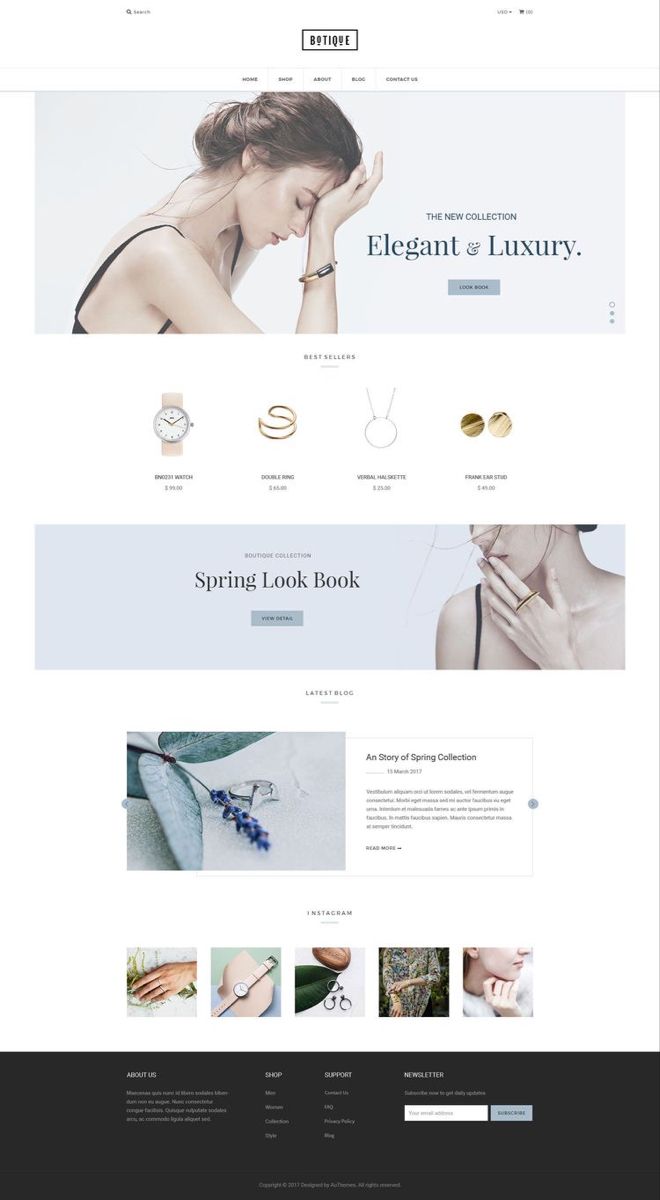 Search
USD
(0)
BOTIQUE
HOME
SHOP
ABOUT
BLOG
CONTACT US
THE NEW COLLECTION
Elegant & Luxury.
LOOK BOOK
BEST SELLERS
BN0231 WATCH
$ 99.00
DOUBLE RING
$ 65.00
VERBAL HALSKETTE
$ 25.00
FRANK EAR STUD
$ 49.00
BOUTIQUE COLLECTION
Spring Look Book
VIEW DETAIL
LATEST BLOG
An Story of Spring Collection
13 March 2017
Vestibulum aliquam orci ut lorem sodales, vel fermentum augue
consectetur. Morbi eget massa sed mi auctor faucibus eu eget
urna. Interdum et malesuada fames ac ante ipsum primis in
faucibus. In mattis faucibus sapien. Mauris consectetur massa
at semper tincidunt.
READ MORE ➞
INSTAGRAM
ABOUT US
Maecenas quis nunc id libero sodales biben-
dum non eu augue. Nunc consectetur
congue facilisis. Quisque vulputate sodales
arcu, ac commodo ligula aliquet sed.
SHOP
Men
Women
Collection
Style
SUPPORT
Contact Us
FAQ
Privacy Policy
Blog
NEWSLETTER
Subscribe now to get daily updates
Your email address
SUBSCRIBE
Copyright © 2017 Designed by AuThemes. All rights reserved.